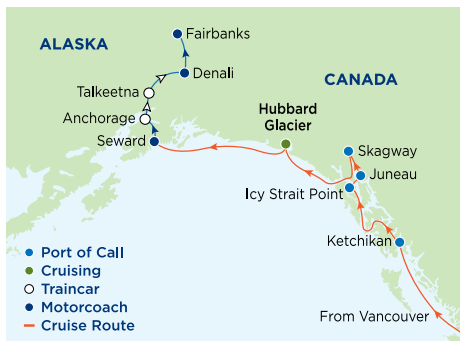 Fairbanks
ALASKA
Denali
CANADA
Talkeetna
Hubbard
Glacier
Anchorage
Seward
Skagway
Juneau
Icy Strait Point
Ketchikan
Port of Call
Cruising
Traincar
Motorcoach
Cruise Route
From Vancouver